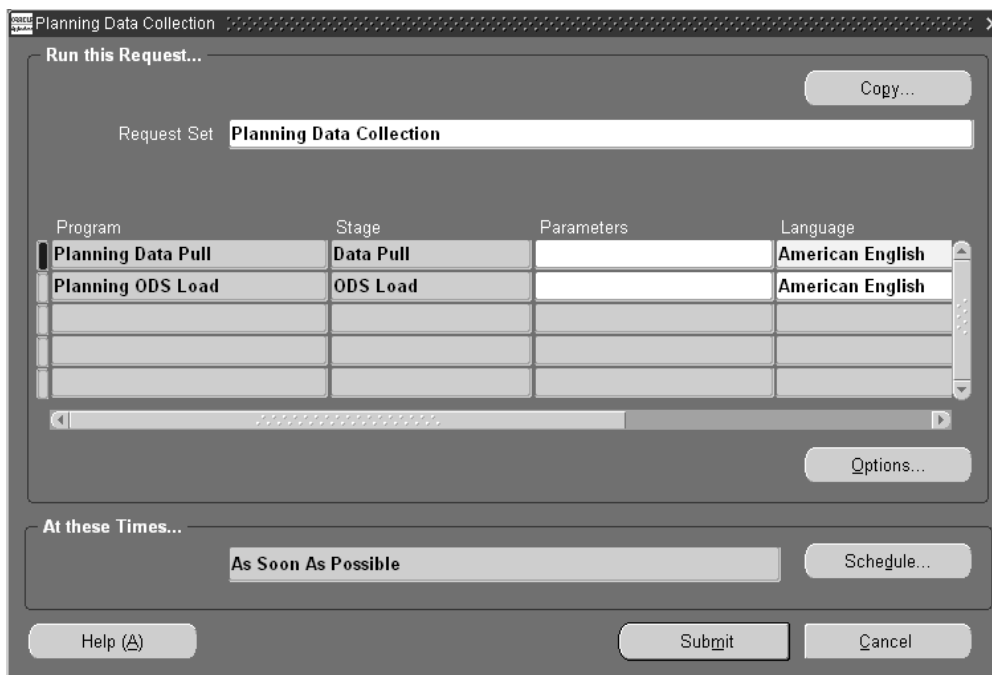 Planning Data Collection
Run this Request...
Copy...
Request Set Planning Data Collection
Program Stage Parameters Language
Planning Data Pull Data Pull American English
Planning ODS Load ODS Load American English
Options...
At these Times...
As Soon As Possible Schedule...
Help (A) Submit Cancel